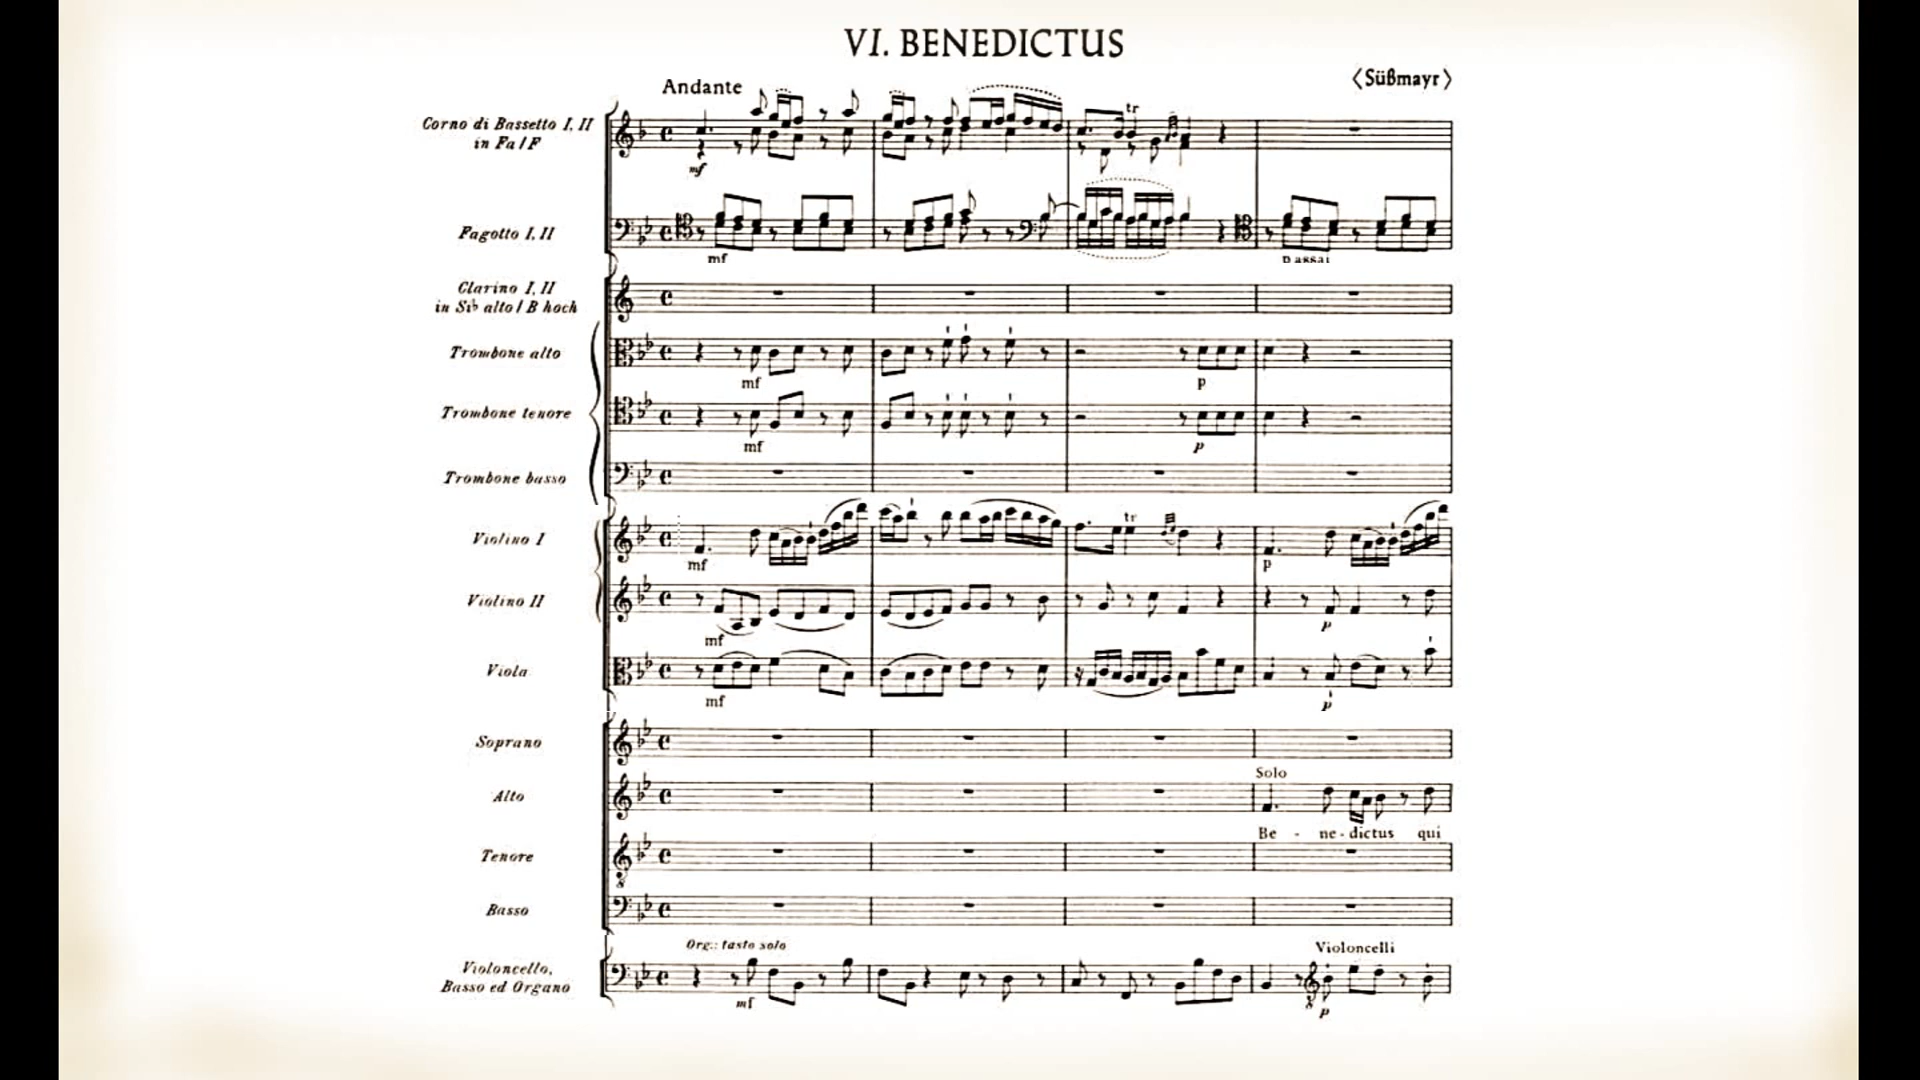 VI. BENEDICTUS
Andante
〈Süßmayr〉
Corno di Bassetto I, II
in Fa/F
tr
mf
Fagotto I, II
mf
p assai
Clarino I, II
in Si♭ alto / B hoch
Trombone alto
mf
p
Trombone tenore
mf
p
Trombone basso
Violino I
tr
mf
p
Violino II
mf
p
Viola
mf
p
Soprano
Solo
Alto
Be - ne - dictus qui
Tenore
Basso
Org.: tasto solo
Violoncelli
Violoncello,
Basso ed Organo
mf
p